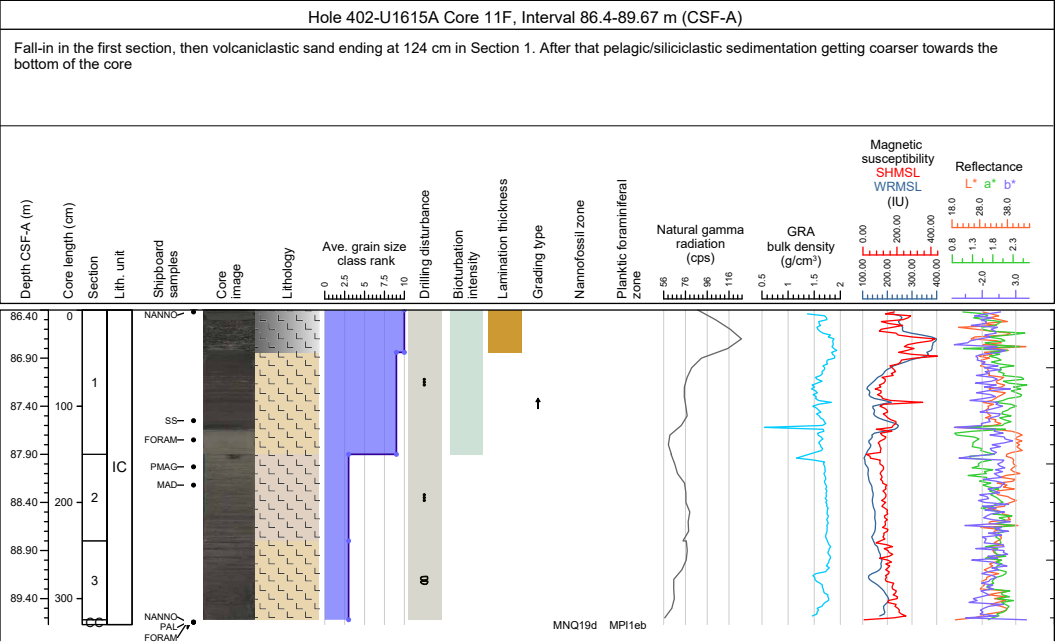 Hole 402-U1615A Core 11F, Interval 86.4-89.67 m (CSF-A)
Fall-in in the first section, then volcaniclastic sand ending at 124 cm in Section 1. After that pelagic/siliciclastic sedimentation getting coarser towards the
bottom of the core
Depth CSF-A (m)
Core length (cm)
Section
Lith. unit
Shipboard
samples
Core
image
Lithology
Ave. grain size
class rank
0 2.5 5 7.5 10
Drilling disturbance
Bioturbation
intensity
Lamination thickness
Grading type
Nannofossil zone
Planktic foraminiferal
zone
Natural gamma
radiation
(cps)
56 76 96 116
GRA
bulk density
(g/cm³)
0.5 1 1.5 2
Magnetic
susceptibility
SHMSL
WRMSL
(IU)
0.00 200.00 400.00
100.00 200.00 300.00 400.00
Reflectance
L* a* b*
18.0 28.0 38.0
0.8 1.3 1.8 2.3
-2.0 3.0
86.40 0 NANNO
86.90
1
87.40 100
SS
FORAM
87.90
IC PMAG
MAD
88.40 200 2
88.90
3
89.40 300
NANNO
CC PAL
FORAM
MNQ19d MPl1eb